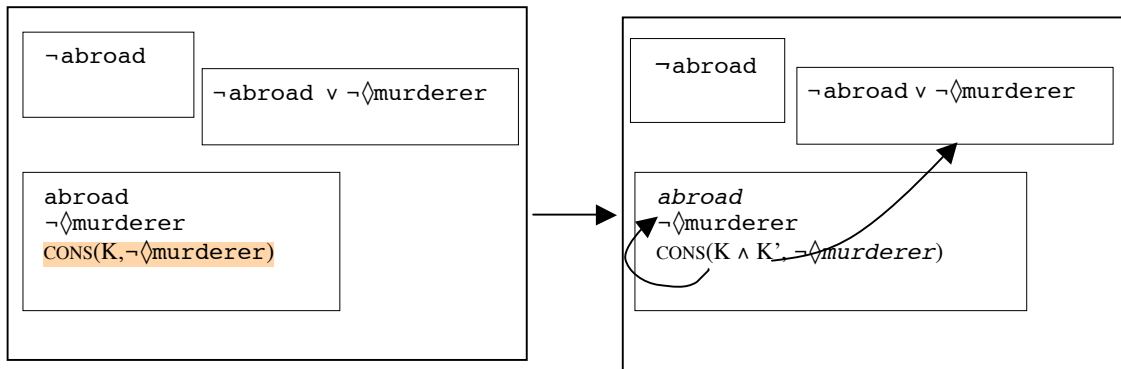 ¬abroad
¬abroad ∨ ¬◊murderer
abroad
¬◊murderer
CONS(K,¬◊murderer)
¬abroad
¬abroad ∨ ¬◊murderer
abroad
¬◊murderer
CONS(K ∧ K’, ¬◊murderer)